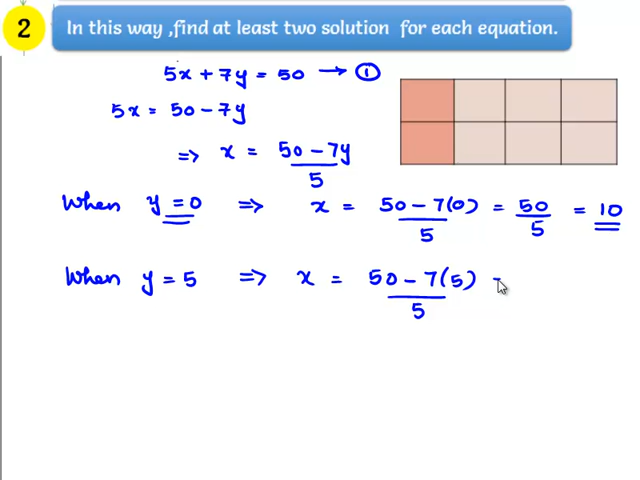 2 In this way ,find at least two solution for each equation.
5x + 7y = 50 → ①
5x = 50 - 7y
⇒ x = (50 - 7y)/5
When y = 0 ⇒ x = (50 - 7(0))/5 = 50/5 = 10
When y = 5 ⇒ x = (50 - 7(5))/5 =